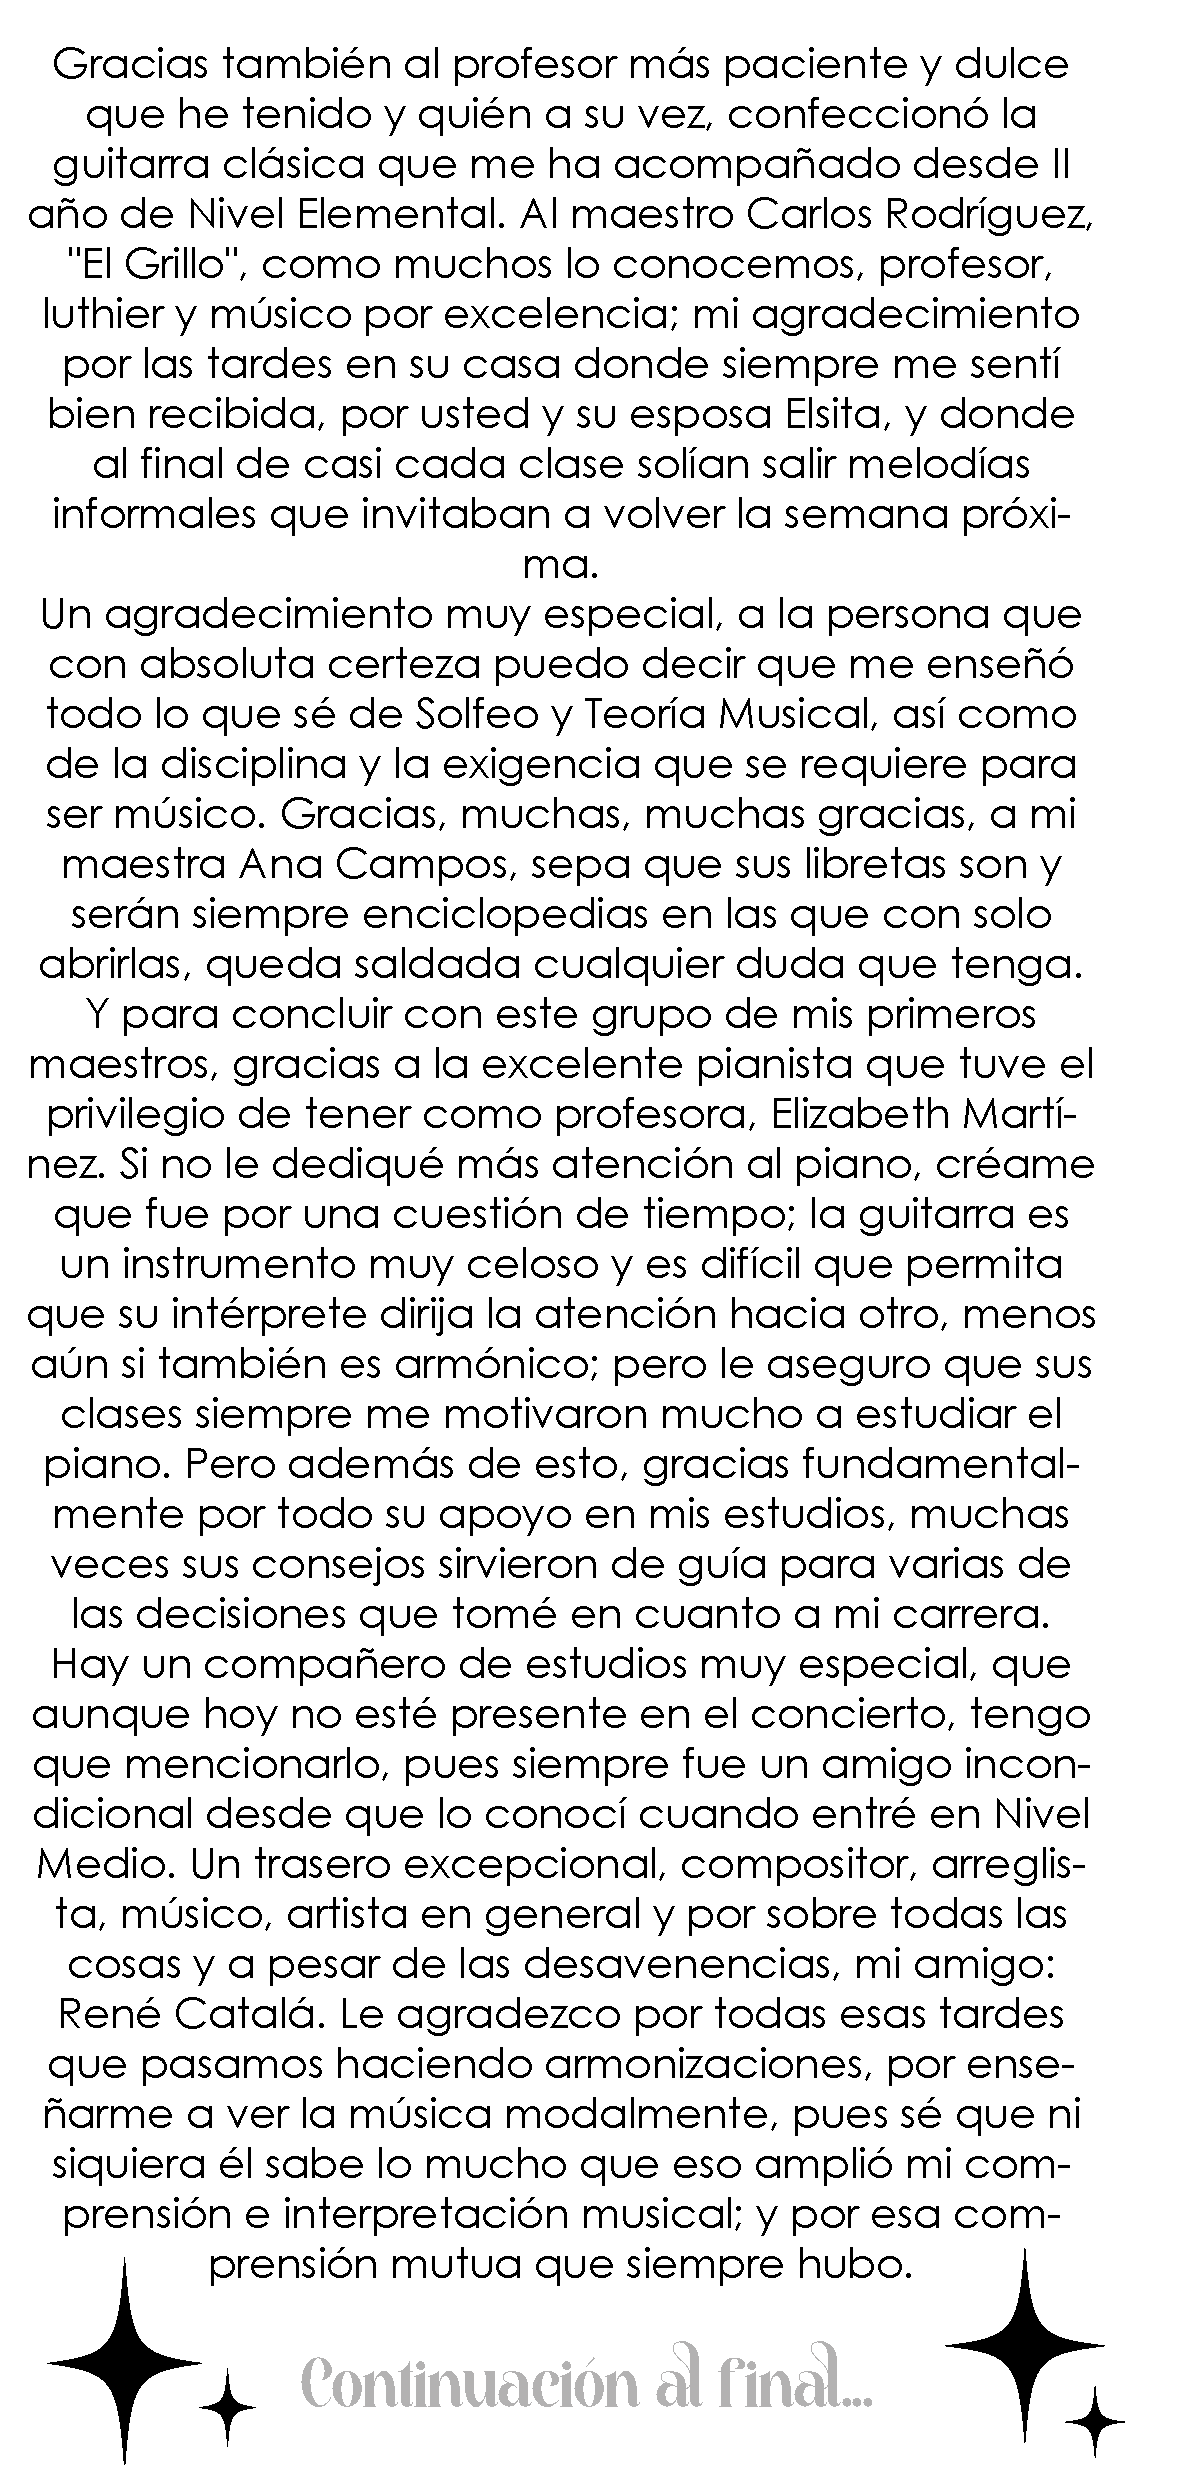 Gracias también al profesor más paciente y dulce
que he tenido y quién a su vez, confeccionó la
guitarra clásica que me ha acompañado desde II
año de Nivel Elemental. Al maestro Carlos Rodríguez,
"El Grillo", como muchos lo conocemos, profesor,
luthier y músico por excelencia; mi agradecimiento
por las tardes en su casa donde siempre me sentí
bien recibida, por usted y su esposa Elsita, y donde
al final de casi cada clase solían salir melodías
informales que invitaban a volver la semana próxi-
ma.
Un agradecimiento muy especial, a la persona que
con absoluta certeza puedo decir que me enseñó
todo lo que sé de Solfeo y Teoría Musical, así como
de la disciplina y la exigencia que se requiere para
ser músico. Gracias, muchas, muchas gracias, a mi
maestra Ana Campos, sepa que sus libretas son y
serán siempre enciclopedias en las que con solo
abrirlas, queda saldada cualquier duda que tenga.
Y para concluir con este grupo de mis primeros
maestros, gracias a la excelente pianista que tuve el
privilegio de tener como profesora, Elizabeth Martí-
nez. Si no le dediqué más atención al piano, créame
que fue por una cuestión de tiempo; la guitarra es
un instrumento muy celoso y es difícil que permita
que su intérprete dirija la atención hacia otro, menos
aún si también es armónico; pero le aseguro que sus
clases siempre me motivaron mucho a estudiar el
piano. Pero además de esto, gracias fundamental-
mente por todo su apoyo en mis estudios, muchas
veces sus consejos sirvieron de guía para varias de
las decisiones que tomé en cuanto a mi carrera.
Hay un compañero de estudios muy especial, que
aunque hoy no esté presente en el concierto, tengo
que mencionarlo, pues siempre fue un amigo incon-
dicional desde que lo conocí cuando entré en Nivel
Medio. Un trasero excepcional, compositor, arreglis-
ta, músico, artista en general y por sobre todas las
cosas y a pesar de las desavenencias, mi amigo:
René Catalá. Le agradezco por todas esas tardes
que pasamos haciendo armonizaciones, por ense-
ñarme a ver la música modalmente, pues sé que ni
siquiera él sabe lo mucho que eso amplió mi com-
prensión e interpretación musical; y por esa com-
prensión mutua que siempre hubo.
Continuación al final...